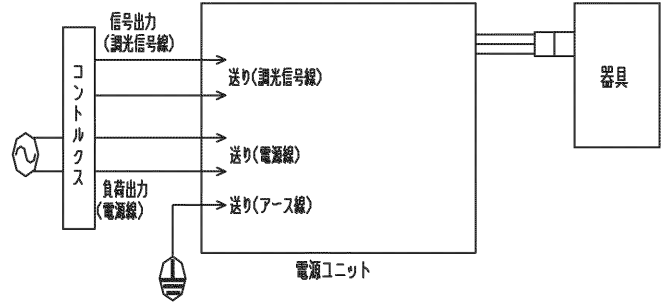 信号出力
(調光信号線)
コントルクス
負荷出力
(電源線)
送り(調光信号線)
送り(電源線)
送り(アース線)
電源ユニット
器具